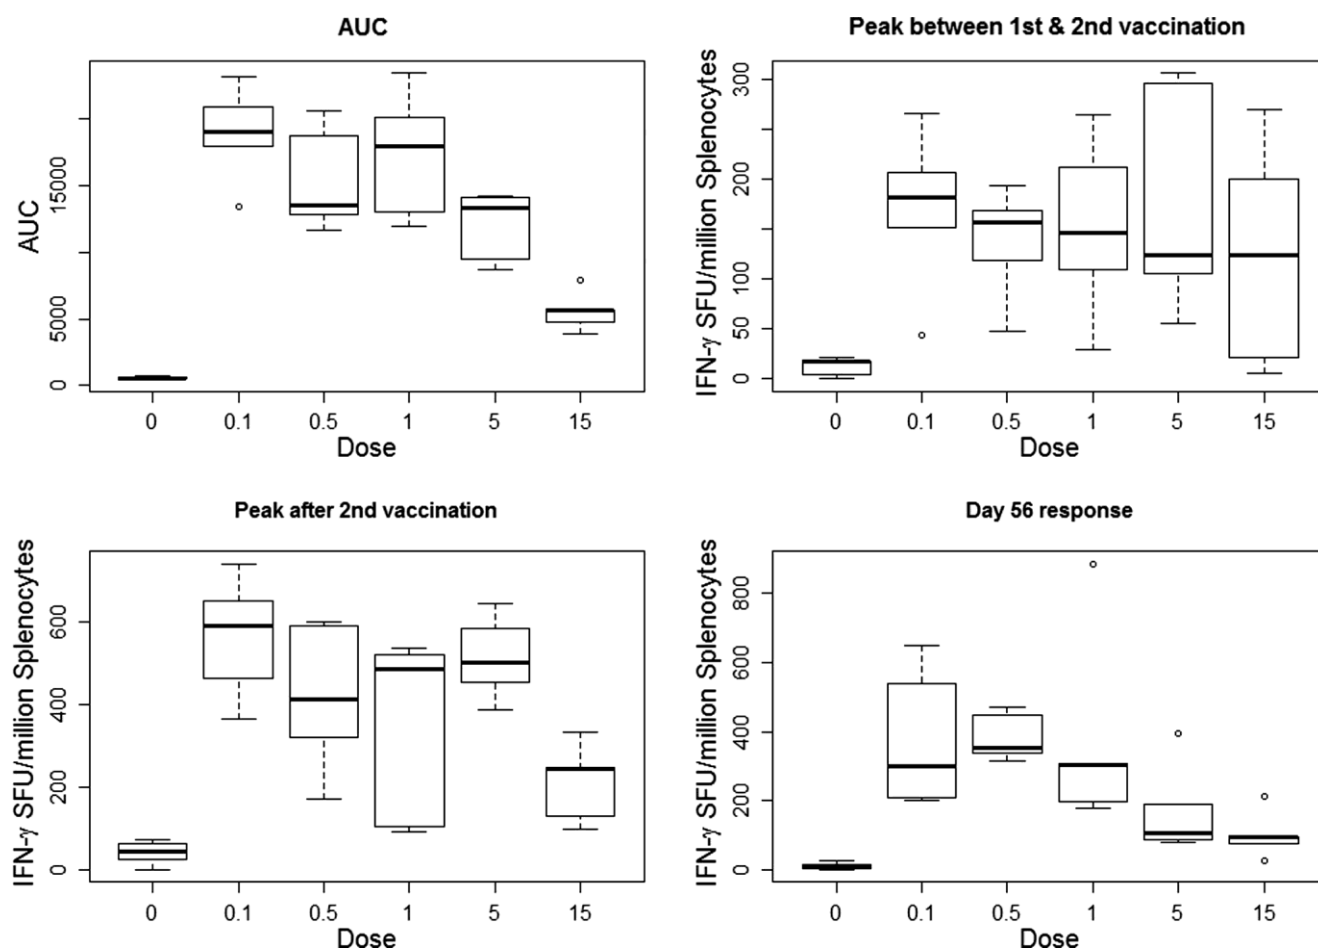 AUC
AUC
15000
5000
0
0 0.1 0.5 1 5 15
Dose
Peak between 1st & 2nd vaccination
IFN-γ SFU/million Splenocytes
300
200
100
50
0
0 0.1 0.5 1 5 15
Dose
Peak after 2nd vaccination
IFN-γ SFU/million Splenocytes
600
400
200
0
0 0.1 0.5 1 5 15
Dose
Day 56 response
IFN-γ SFU/million Splenocytes
800
600
400
200
0
0 0.1 0.5 1 5 15
Dose